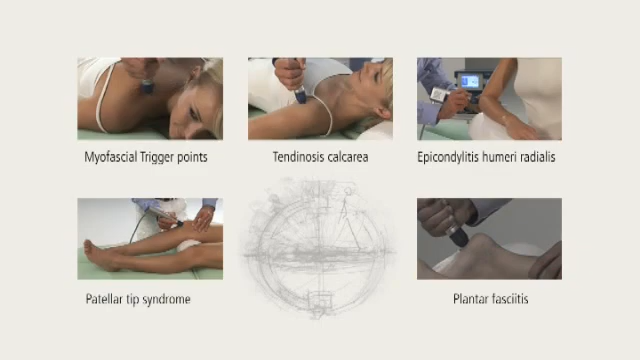 Myofascial Trigger points
Tendinosis calcarea
Epicondylitis humeri radialis
Patellar tip syndrome
Plantar fasciitis